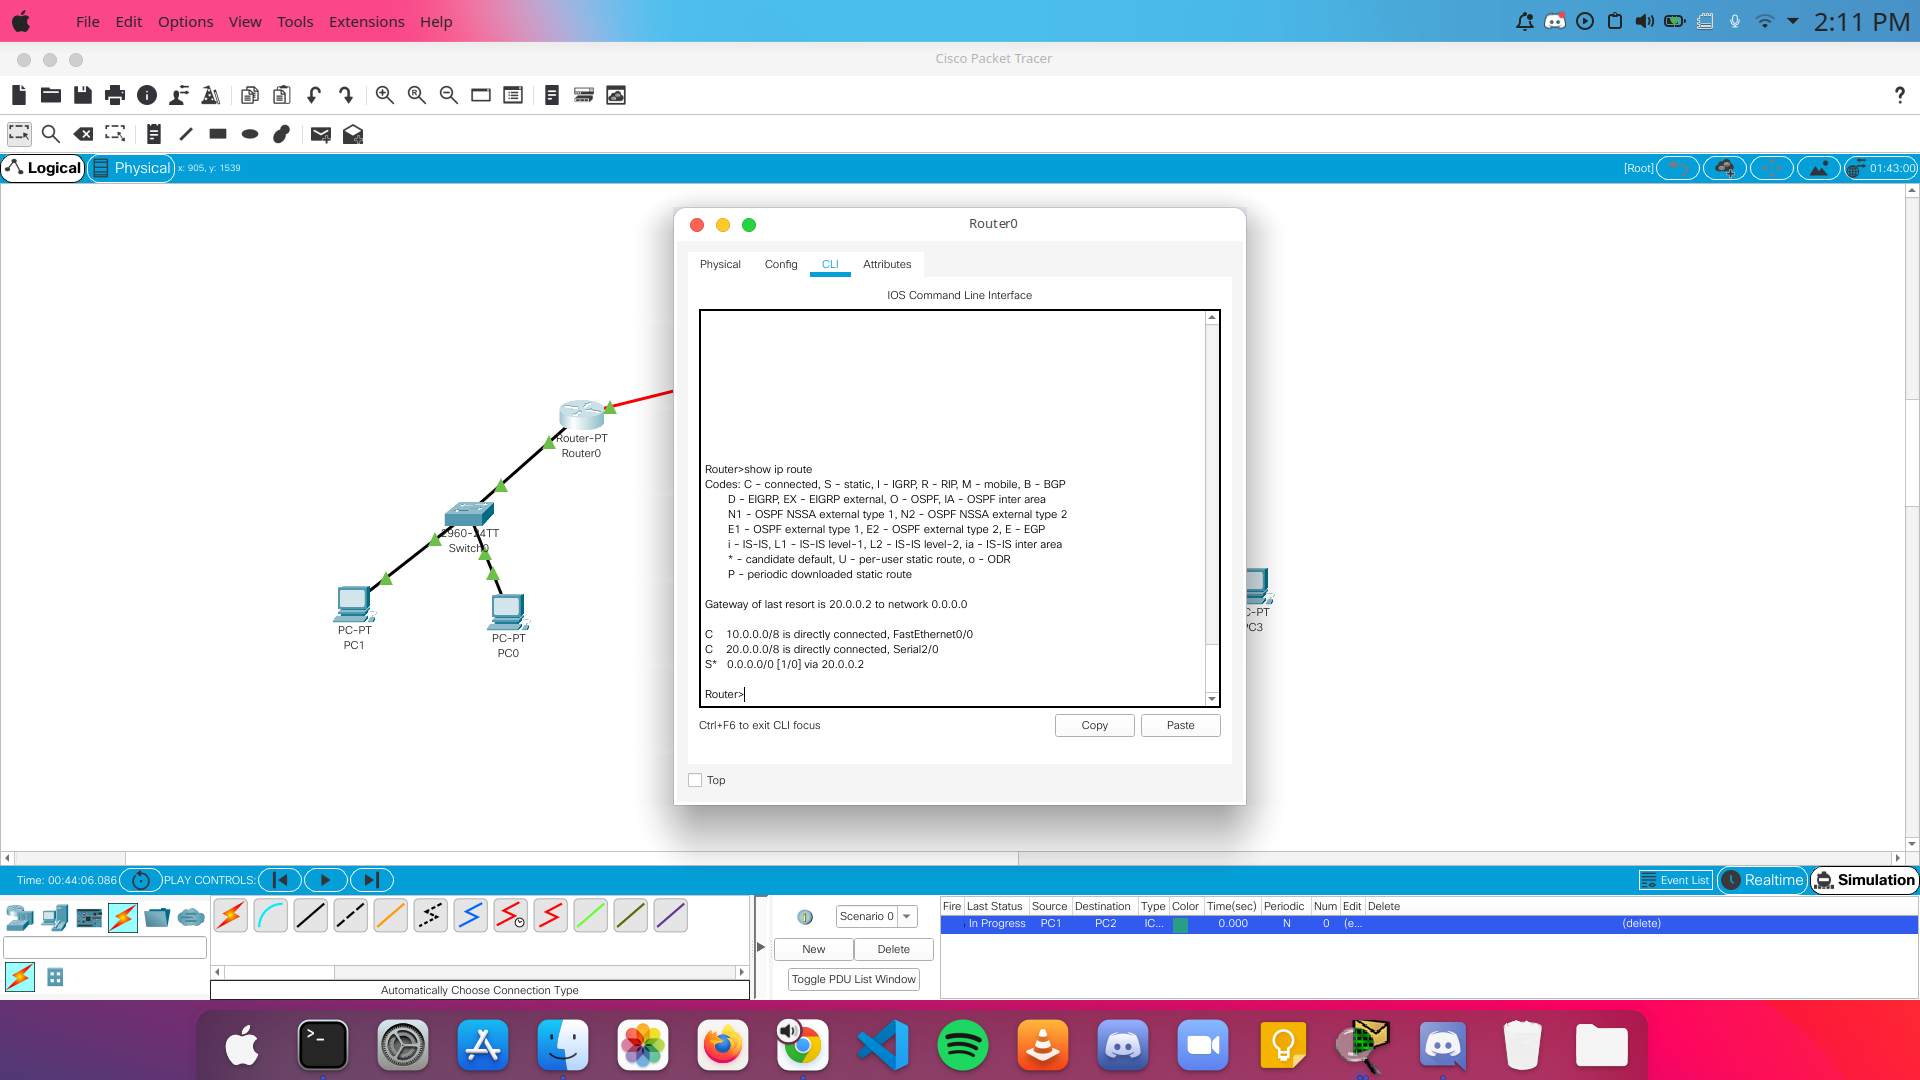 File Edit Options View Tools Extensions Help
2:11 PM
Cisco Packet Tracer
Logical
Physical
x: 905, y: 1539
[Root]
01:43:00
Router0
Physical Config CLI Attributes
IOS Command Line Interface
Router>show ip route
Codes: C - connected, S - static, I - IGRP, R - RIP, M - mobile, B - BGP
D - EIGRP, EX - EIGRP external, O - OSPF, IA - OSPF inter area
N1 - OSPF NSSA external type 1, N2 - OSPF NSSA external type 2
E1 - OSPF external type 1, E2 - OSPF external type 2, E - EGP
i - IS-IS, L1 - IS-IS level-1, L2 - IS-IS level-2, ia - IS-IS inter area
* - candidate default, U - per-user static route, o - ODR
P - periodic downloaded static route
Gateway of last resort is 20.0.0.2 to network 0.0.0.0
C 10.0.0.0/8 is directly connected, FastEthernet0/0
C 20.0.0.0/8 is directly connected, Serial2/0
S* 0.0.0.0/0 [1/0] via 20.0.0.2
Router>
Ctrl+F6 to exit CLI focus
Copy
Paste
Top
Router-PT
Router0
2960-24TT
Switch0
PC-PT
PC1
PC-PT
PC0
C-PT
PC3
Time: 00:44:06.086
PLAY CONTROLS:
Event List
Realtime
Simulation
Scenario 0
New
Delete
Toggle PDU List Window
Automatically Choose Connection Type
Fire Last Status Source Destination Type Color Time(sec) Periodic Num Edit Delete
In Progress PC1 PC2 IC... 0.000 N 0 (e... (delete)